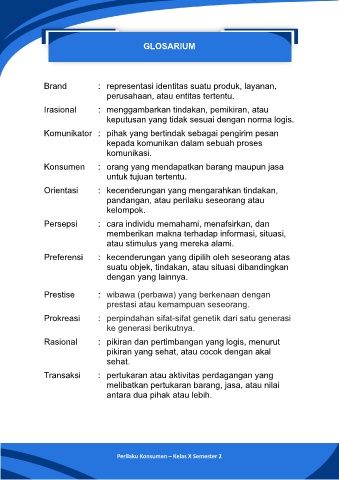 GLOSARIUM
Brand : representasi identitas suatu produk, layanan,
perusahaan, atau entitas tertentu.
Irasional : menggambarkan tindakan, pemikiran, atau
keputusan yang tidak sesuai dengan norma logis.
Komunikator : pihak yang bertindak sebagai pengirim pesan
kepada komunikan dalam sebuah proses
komunikasi.
Konsumen : orang yang mendapatkan barang maupun jasa
untuk tujuan tertentu.
Orientasi : kecenderungan yang mengarahkan tindakan,
pandangan, atau perilaku seseorang atau
kelompok.
Persepsi : cara individu memahami, menafsirkan, dan
memberikan makna terhadap informasi, situasi,
atau stimulus yang mereka alami.
Preferensi : kecenderungan yang dipilih oleh seseorang atas
suatu objek, tindakan, atau situasi dibandingkan
dengan yang lainnya.
Prestise : wibawa (perbawa) yang berkenaan dengan
prestasi atau kemampuan seseorang.
Prokreasi : perpindahan sifat-sifat genetik dari satu generasi
ke generasi berikutnya.
Rasional : pikiran dan pertimbangan yang logis, menurut
pikiran yang sehat, atau cocok dengan akal
sehat.
Transaksi : pertukaran atau aktivitas perdagangan yang
melibatkan pertukaran barang, jasa, atau nilai
antara dua pihak atau lebih.
Perilaku Konsumen – Kelas X Semester 2